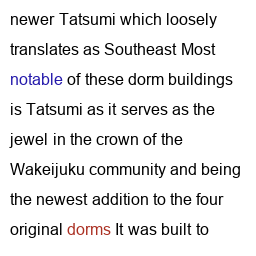 newer Tatsumi which loosely
translates as Southeast Most
notable of these dorm buildings
is Tatsumi as it serves as the
jewel in the crown of the
Wakeijuku community and being
the newest addition to the four
original dorms It was built to